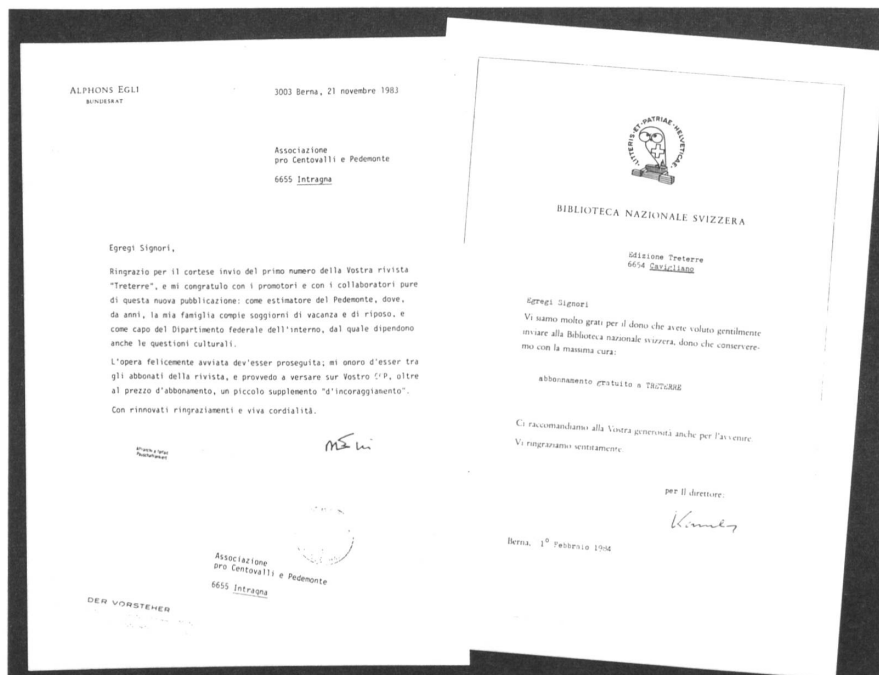 ALPHONS EGLI
BUNDESRAT
3003 Berna, 21 novembre 1983
Associazione
pro Centovalli e Pedemonte
6655 Intragna
Egregi Signori,
Ringrazio per il cortese invio del primo numero della Vostra rivista
"Treterre", e mi congratulo con i promotori e con i collaboratori pure
di questa nuova pubblicazione: come estimatore del Pedemonte, dove,
da anni, la mia famiglia compie soggiorni di vacanza e di riposo, e
come capo del Dipartimento federale dell'interno, dal quale dipendono
anche le questioni culturali.
L'opera felicemente avviata dev'esser proseguita; mi onoro d'esser tra
gli abbonati della rivista, e provvedo a versare sur Vostro CCP, oltre
al prezzo d'abbonamento, un piccolo supplemento "d'incoraggiamento".
Con rinnovati ringraziamenti e viva cordialità.
Associazione
pro Centovalli e Pedemonte
6655 Intragna
DER VORSTEHER
LITTERIS·ET·PATRIAE·HELVETICAE
BIBLIOTECA NAZIONALE SVIZZERA
Edizione Treterre
6654 Cavigliano
Egregi Signori
Vi siamo molto grati per il dono che avete voluto gentilmente
inviare alla Biblioteca nazionale svizzera, dono che conservere-
mo con la massima cura:
abbonnamento gratuito a TRETERRE
Ci raccomandiamo alla Vostra generosità anche per l'avvenire.
Vi ringraziamo sentitamente.
per Il direttore:
Berna, 1° Febbraio 1984